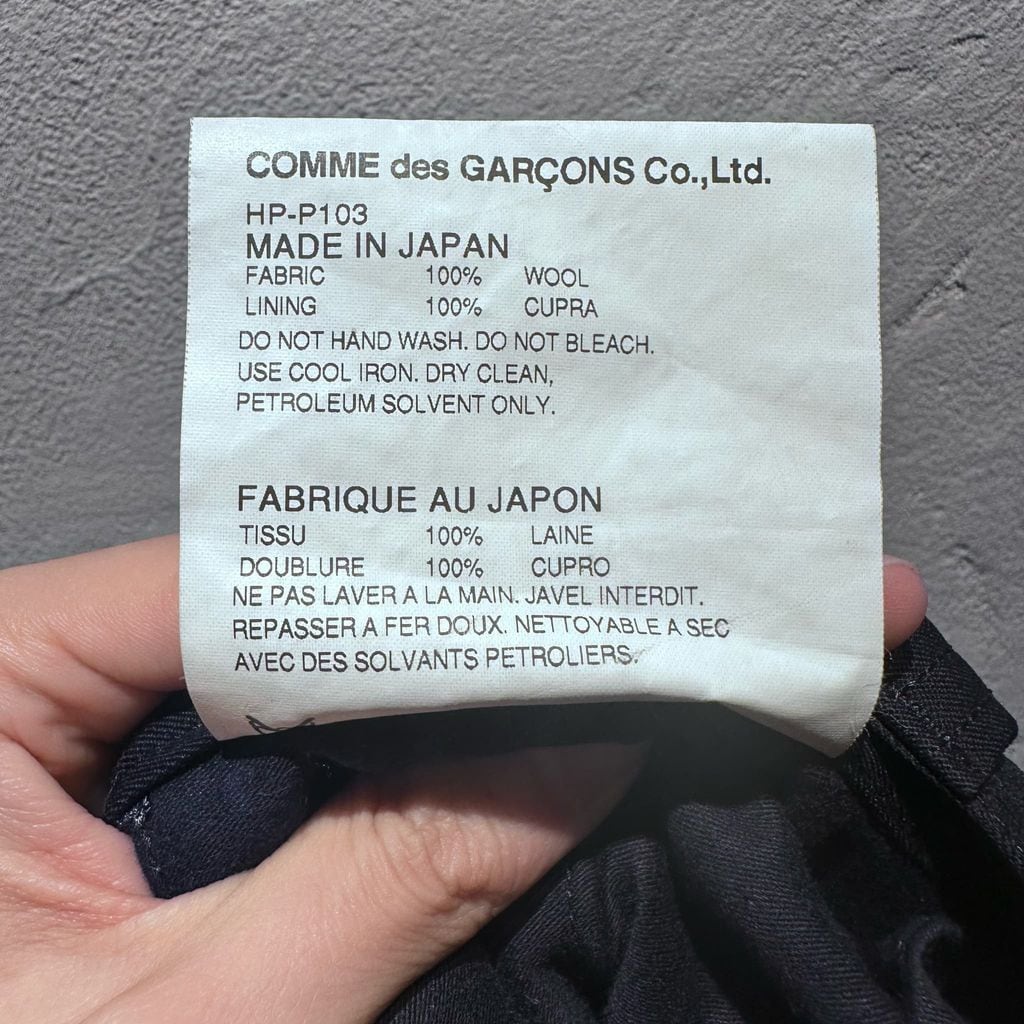 COMME des GARÇONS Co.,Ltd.
HP-P103
MADE IN JAPAN
FABRIC 100% WOOL
LINING 100% CUPRA
DO NOT HAND WASH. DO NOT BLEACH.
USE COOL IRON. DRY CLEAN,
PETROLEUM SOLVENT ONLY.
FABRIQUE AU JAPON
TISSU 100% LAINE
DOUBLURE 100% CUPRO
NE PAS LAVER A LA MAIN. JAVEL INTERDIT.
REPASSER A FER DOUX. NETTOYABLE A SEC
AVEC DES SOLVANTS PETROLIERS.